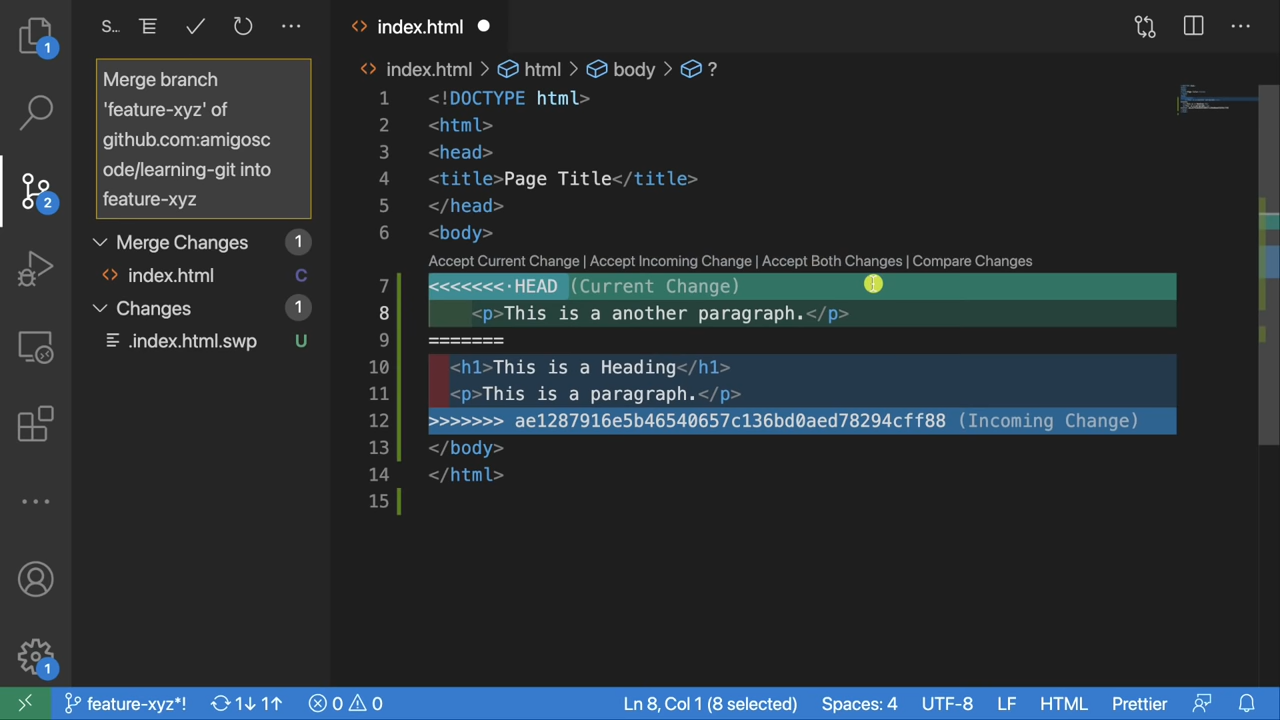 S...
index.html
index.html > html > body > ?
Merge branch
'feature-xyz' of
github.com:amigosc
ode/learning-git into
feature-xyz
Merge Changes 1
index.html C
Changes 1
.index.html.swp U
1
2
1
1 <!DOCTYPE html>
2 <html>
3 <head>
4 <title>Page Title</title>
5 </head>
6 <body>
Accept Current Change | Accept Incoming Change | Accept Both Changes | Compare Changes
7 <<<<<<<·HEAD (Current Change)
8 <p>This is a another paragraph.</p>
9 =======
10 <h1>This is a Heading</h1>
11 <p>This is a paragraph.</p>
12 >>>>>>> ae1287916e5b46540657c136bd0aed78294cff88 (Incoming Change)
13 </body>
14 </html>
15
feature-xyz*! 1↓ 1↑ 0 0 Ln 8, Col 1 (8 selected) Spaces: 4 UTF-8 LF HTML Prettier